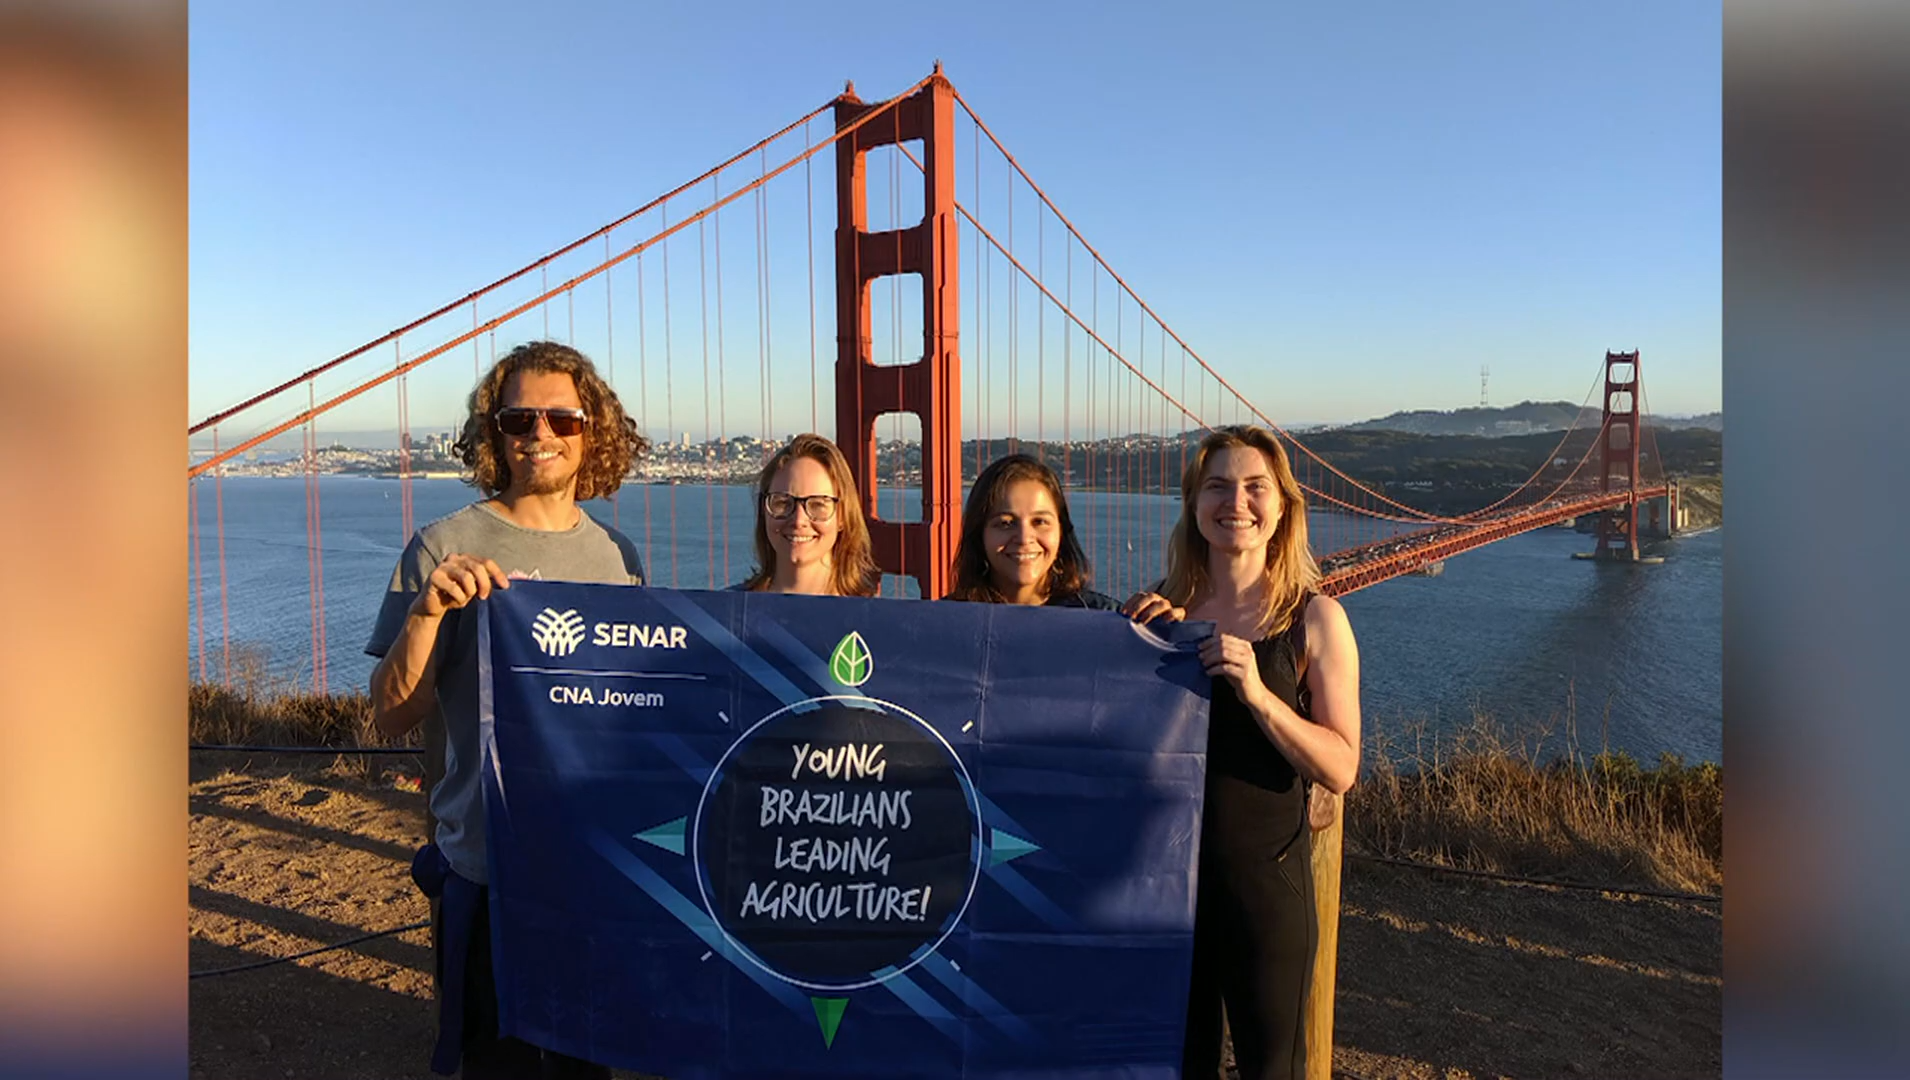 SENAR
CNA Jovem
YOUNG
BRAZILIANS
LEADING
AGRICULTURE!